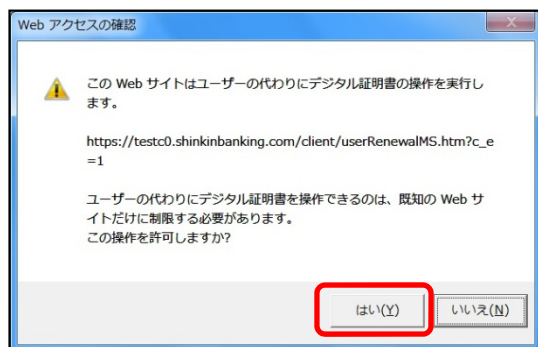 Web アクセスの確認
この Web サイトはユーザーの代わりにデジタル証明書の操作を実行し
ます。
https://testc0.shinkinbanking.com/client/userRenewalMS.htm?c_e
=1
ユーザーの代わりにデジタル証明書を操作できるのは、既知の Web サ
イトだけに制限する必要があります。
この操作を許可しますか?
はい(Y) いいえ(N)